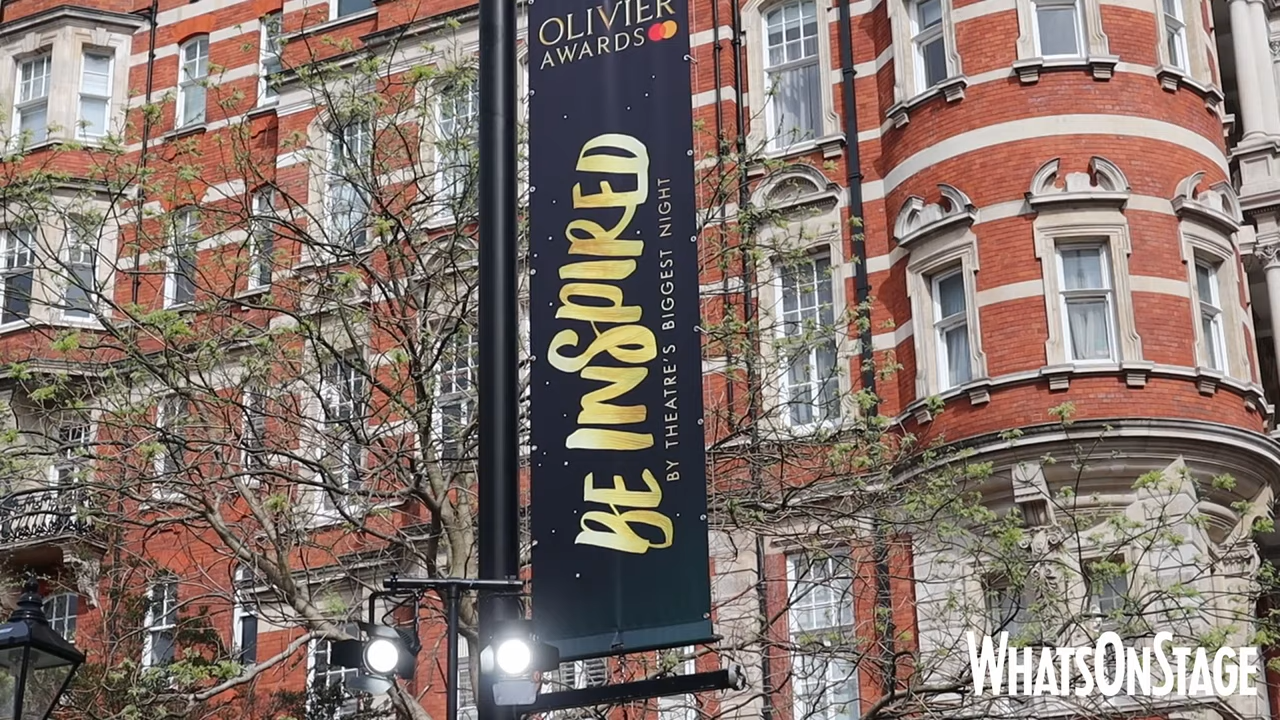 OLIVIER
AWARDS
BE INSPIRED
BY THEATRE'S BIGGEST NIGHT
WHATSONSTAGE